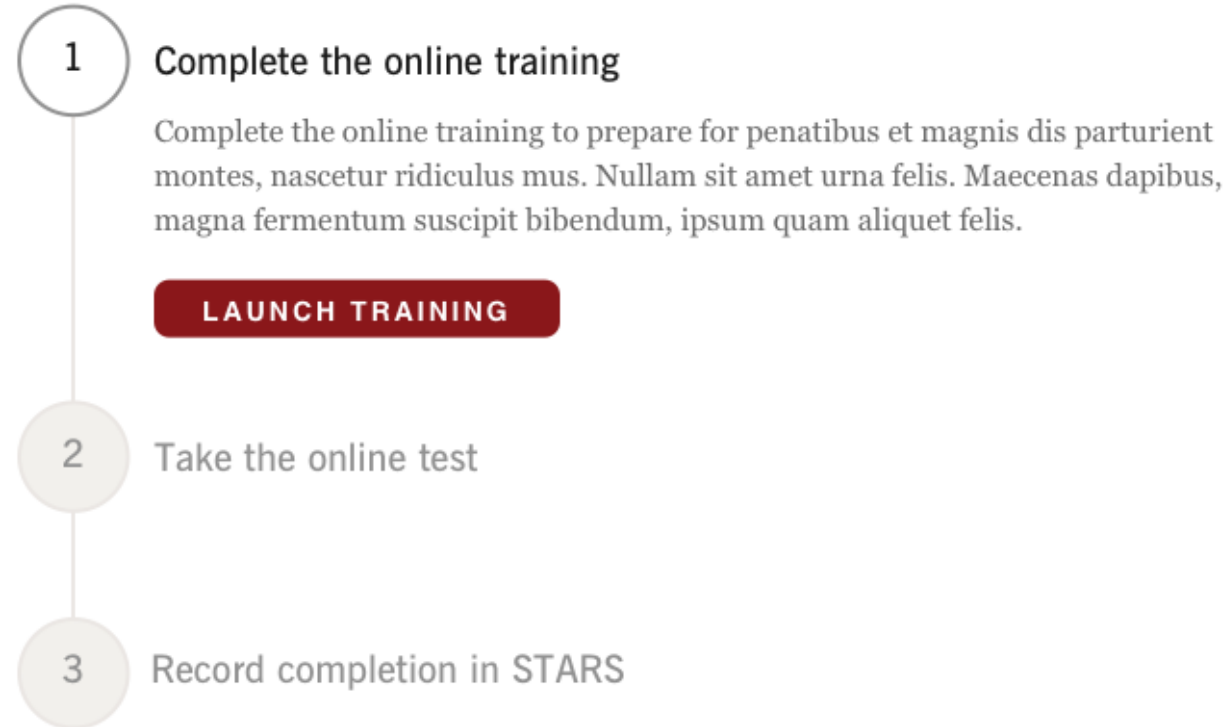 1
Complete the online training
Complete the online training to prepare for penatibus et magnis dis parturient
montes, nascetur ridiculus mus. Nullam sit amet urna felis. Maecenas dapibus,
magna fermentum suscipit bibendum, ipsum quam aliquet felis.
LAUNCH TRAINING
2
Take the online test
3
Record completion in STARS